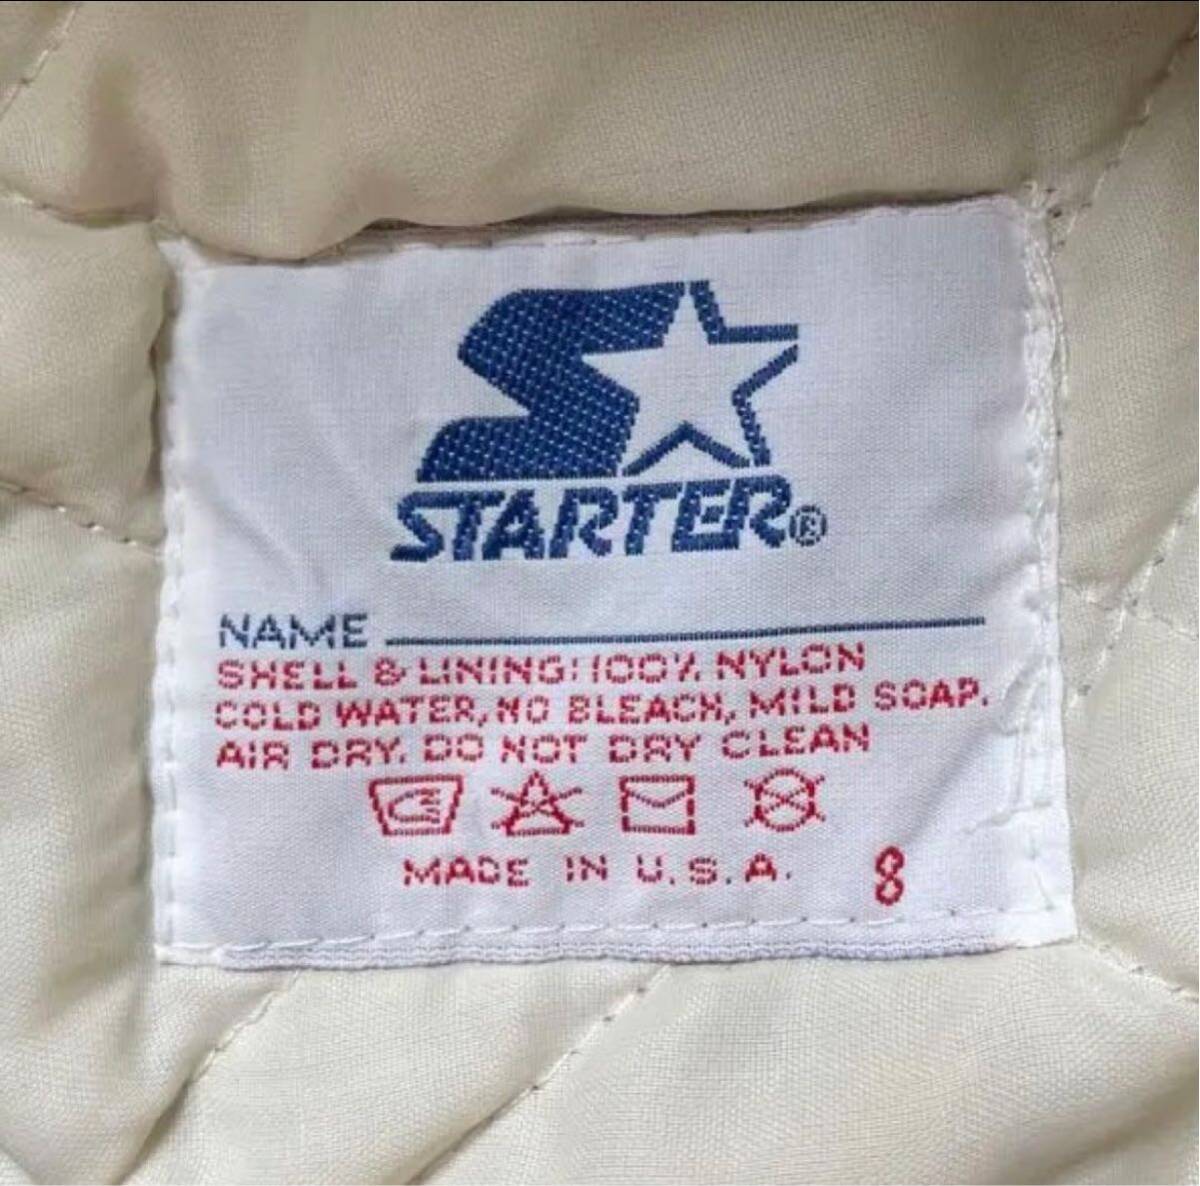 STARTER®
NAME
SHELL & LINING: 100% NYLON
COLD WATER, NO BLEACH, MILD SOAP.
AIR DRY. DO NOT DRY CLEAN
MADE IN U.S.A. 8